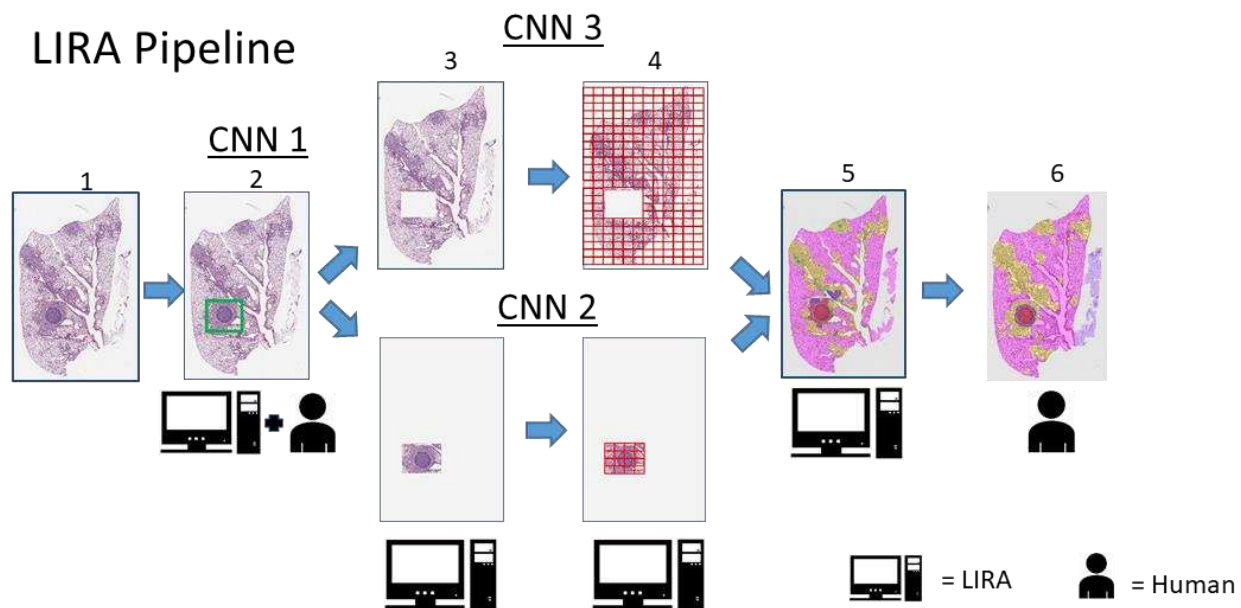 LIRA Pipeline
CNN 3
3
4
CNN 1
1
2
5
6
CNN 2
= LIRA
= Human